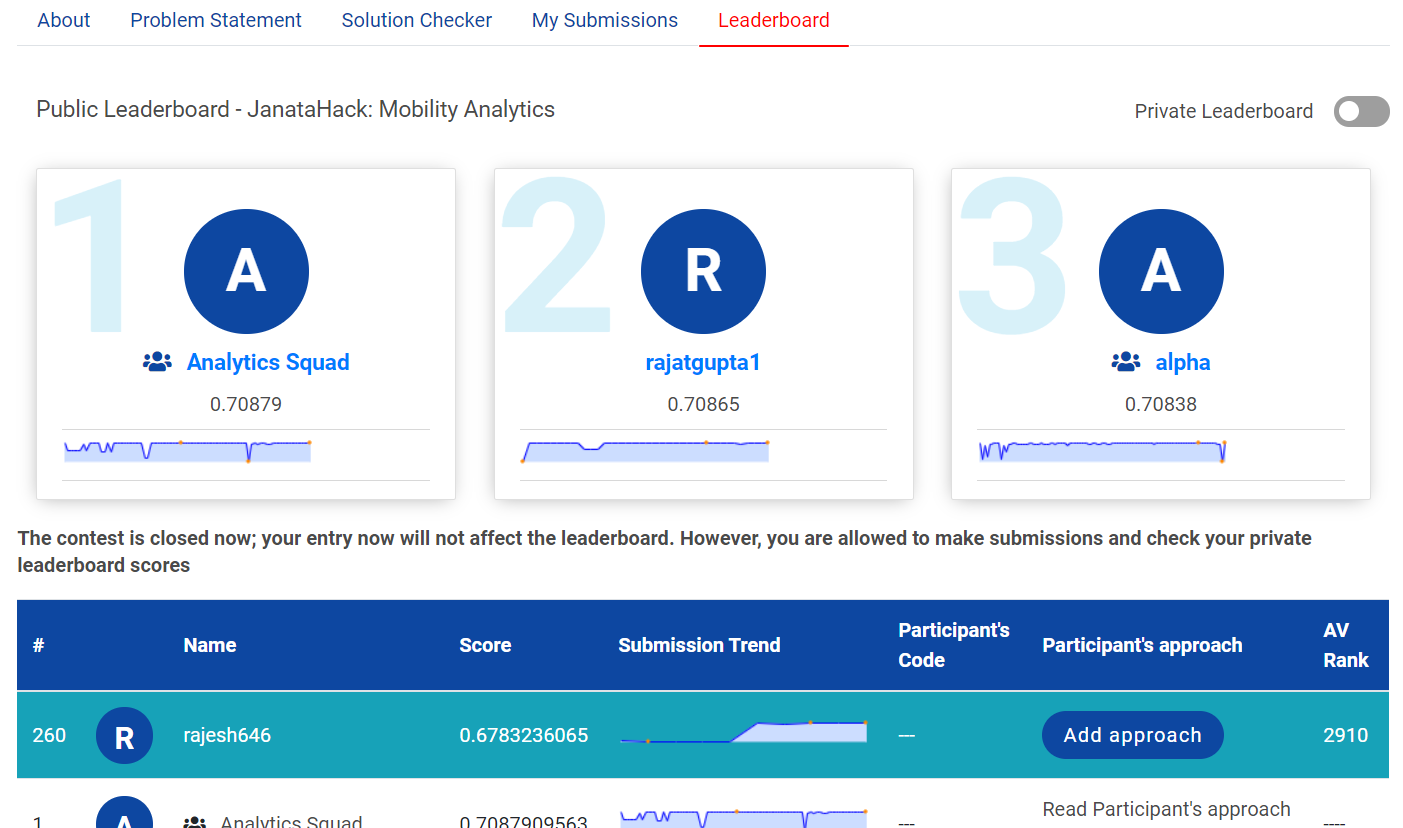 About Problem Statement Solution Checker My Submissions Leaderboard
Public Leaderboard - JanataHack: Mobility Analytics
Private Leaderboard
1
A
Analytics Squad
0.70879
2
R
rajatgupta1
0.70865
3
A
alpha
0.70838
The contest is closed now; your entry now will not affect the leaderboard. However, you are allowed to make submissions and check your private
leaderboard scores
# Name Score Submission Trend Participant's Code Participant's approach AV Rank
260 R rajesh646 0.6783236065 --- Add approach 2910
1 A Analytics Squad 0.7087909563 --- Read Participant's approach ----